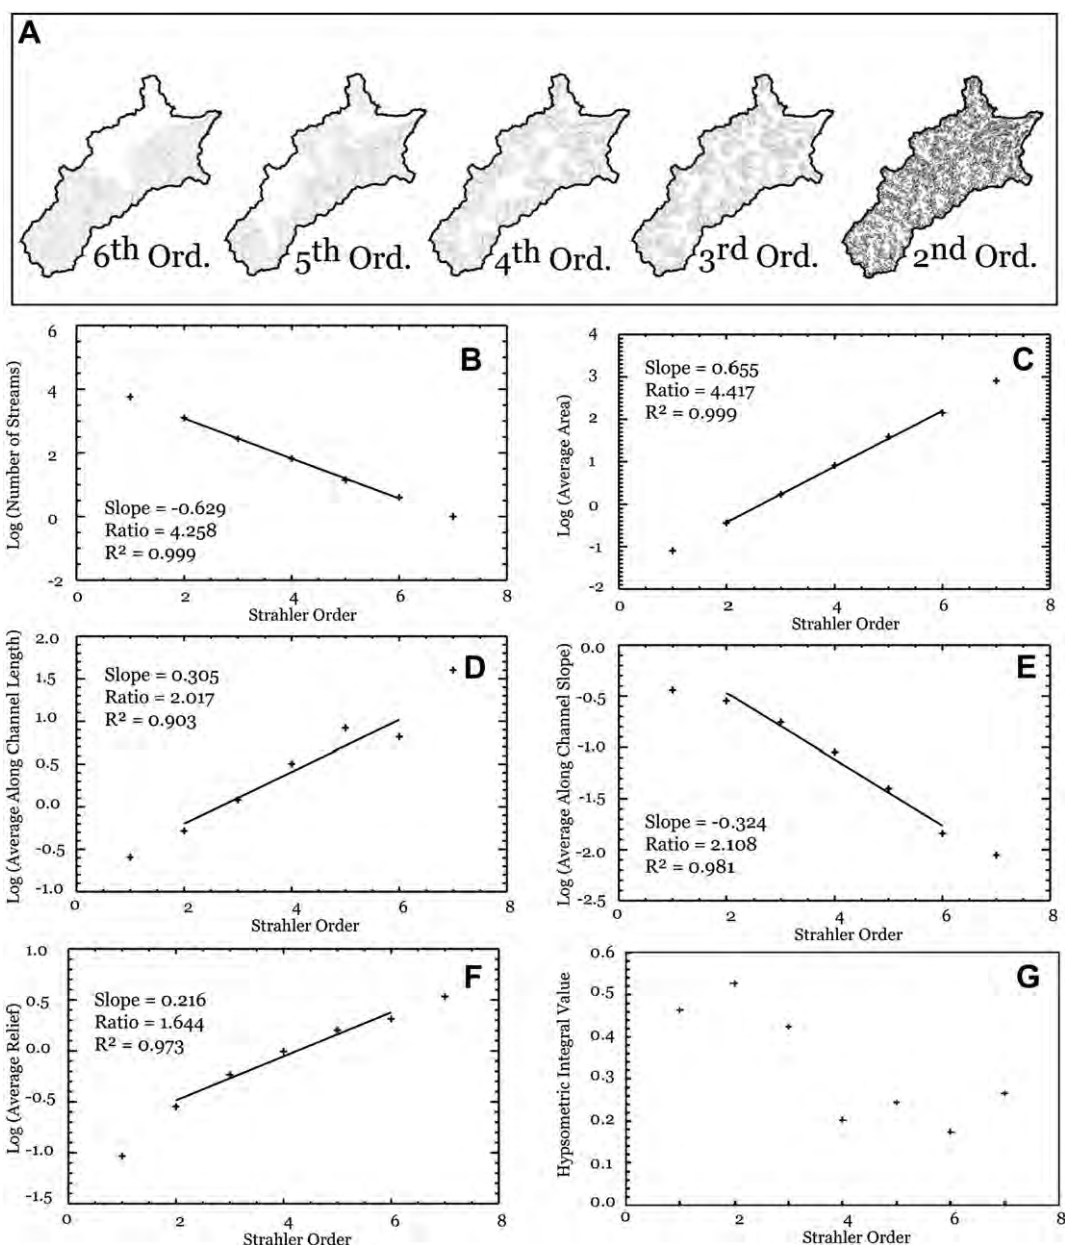 A
6th Ord.
5th Ord.
4th Ord.
3rd Ord.
2nd Ord.
B
Log (Number of Streams)
6
4
2
0
-2
Slope = -0.629
Ratio = 4.258
R² = 0.999
0 2 4 6 8
Strahler Order
C
Log (Average Area)
4
3
2
1
0
-1
-2
Slope = 0.655
Ratio = 4.417
R² = 0.999
0 2 4 6 8
Strahler Order
D
Log (Average Along Channel Length)
2.0
1.5
1.0
0.5
0.0
-0.5
-1.0
Slope = 0.305
Ratio = 2.017
R² = 0.903
0 2 4 6 8
Strahler Order
E
Log (Average Along Channel Slope)
0.0
-0.5
-1.0
-1.5
-2.0
-2.5
Slope = -0.324
Ratio = 2.108
R² = 0.981
0 2 4 6 8
Strahler Order
F
Log (Average Relief)
1.0
0.5
0.0
-0.5
-1.0
-1.5
Slope = 0.216
Ratio = 1.644
R² = 0.973
0 2 4 6 8
Strahler Order
G
Hypsometric Integral Value
0.6
0.5
0.4
0.3
0.2
0.1
0.0
0 2 4 6 8
Strahler Order